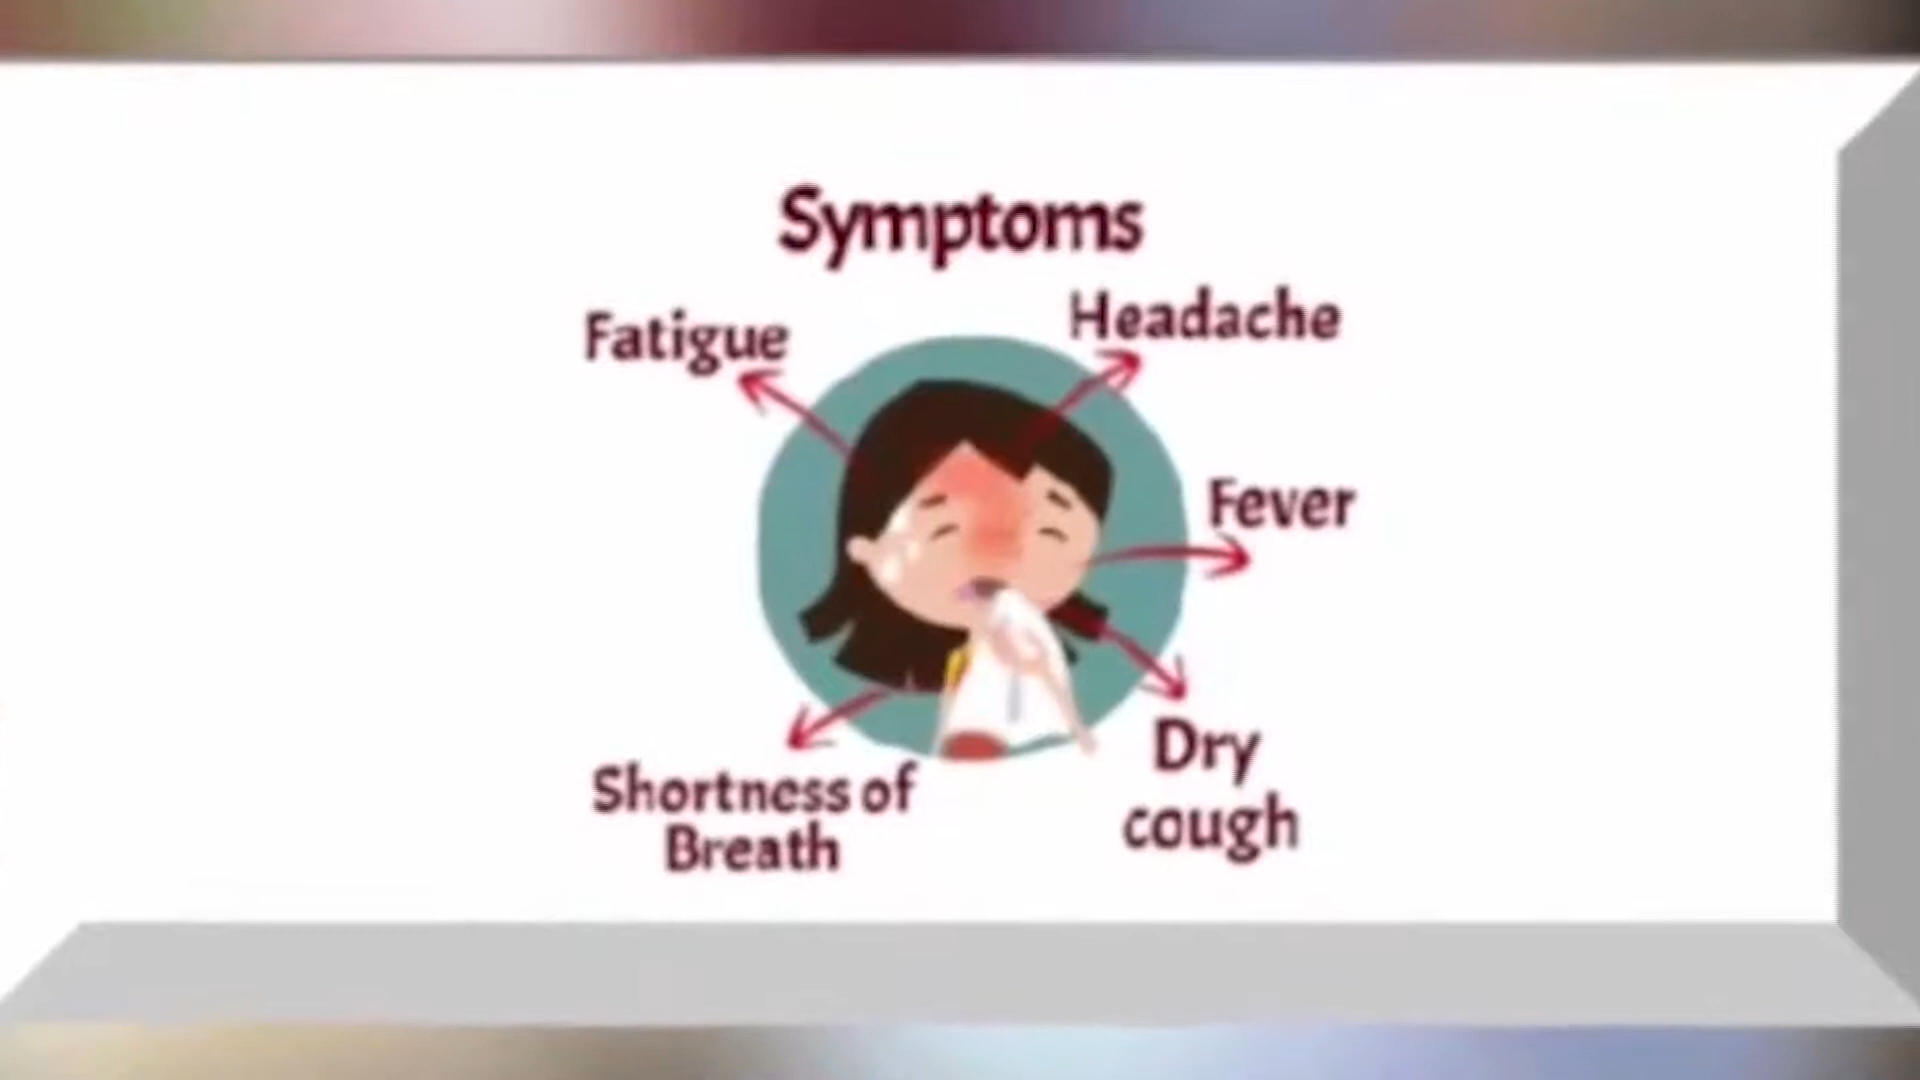 Symptoms
Fatigue
Headache
Fever
Dry
cough
Shortness of
Breath